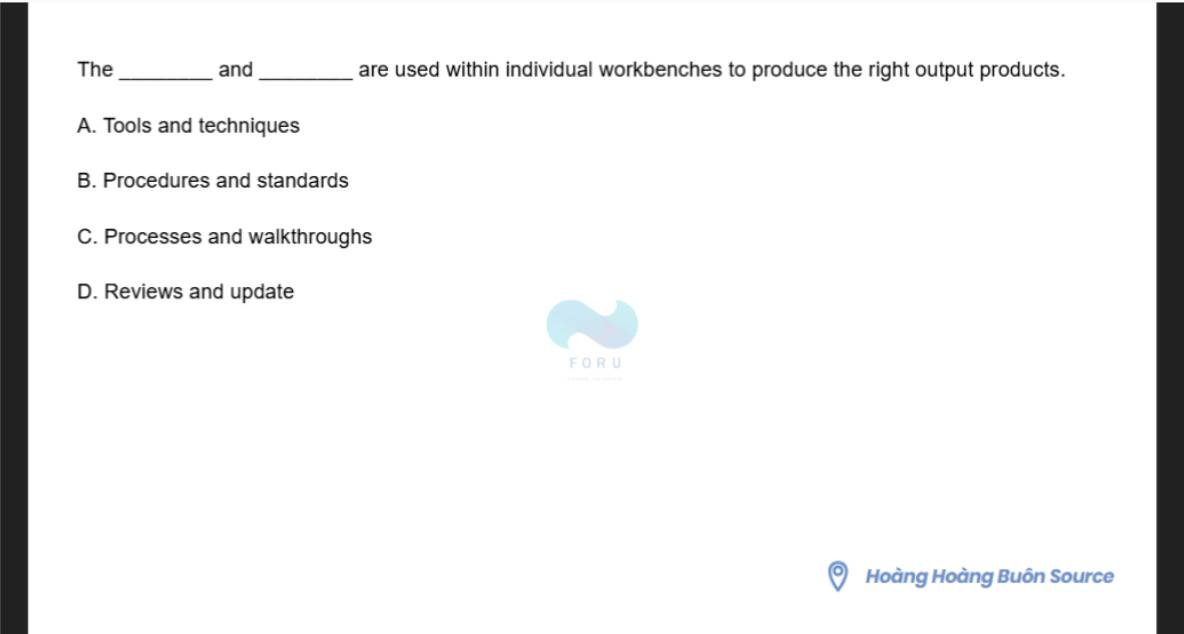 The ________ and ________ are used within individual workbenches to produce the right output products.
A. Tools and techniques
B. Procedures and standards
C. Processes and walkthroughs
D. Reviews and update
FORU
Hoàng Hoàng Buôn Source